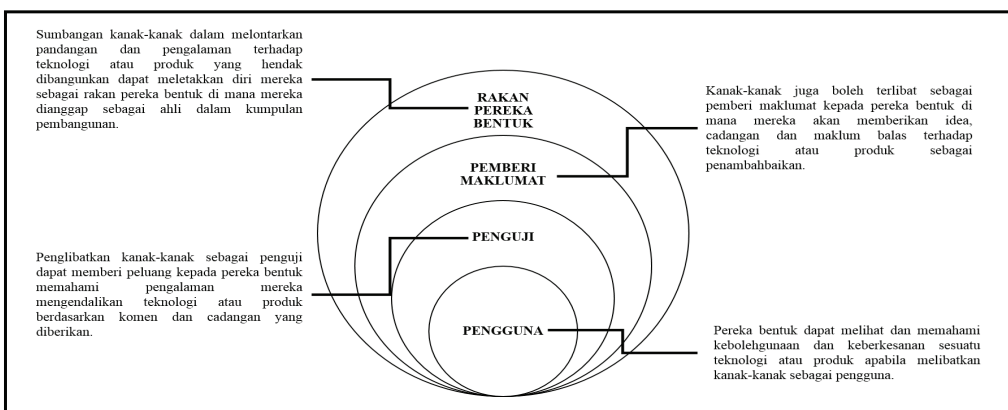 Sumbangan kanak-kanak dalam melontarkan
pandangan dan pengalaman terhadap
teknologi atau produk yang hendak
dibangunkan dapat meletakkan diri mereka
sebagai rakan pereka bentuk di mana mereka
dianggap sebagai ahli dalam kumpulan
pembangunan.
RAKAN
PEREKA
BENTUK
Kanak-kanak juga boleh terlibat sebagai
pemberi maklumat kepada pereka bentuk di
mana mereka akan memberikan idea,
cadangan dan maklum balas terhadap
teknologi atau produk sebagai
penambahbaikan.
PEMBERI
MAKLUMAT
PENGUJI
Penglibatan kanak-kanak sebagai penguji
dapat memberi peluang kepada pereka bentuk
memahami pengalaman mereka
mengendalikan teknologi atau produk
berdasarkan komen dan cadangan yang
diberikan.
PENGGUNA
Pereka bentuk dapat melihat dan memahami
kebolehgunaan dan keberkesanan sesuatu
teknologi atau produk apabila melibatkan
kanak-kanak sebagai pengguna.